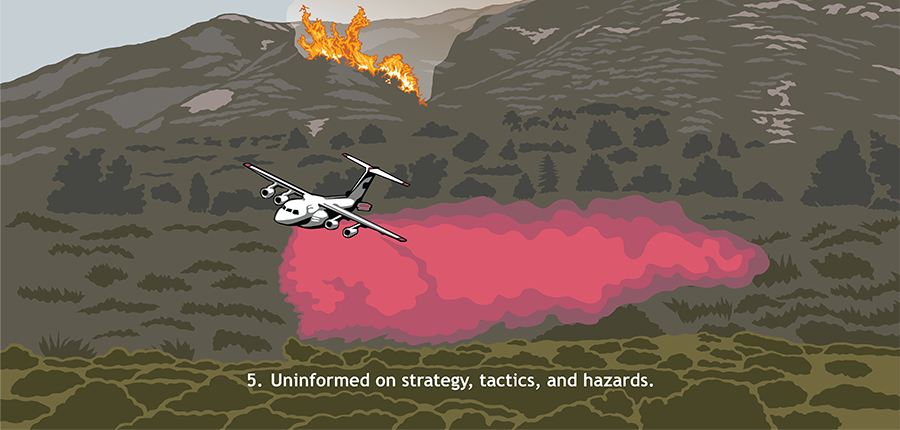 5. Uninformed on strategy, tactics, and hazards.